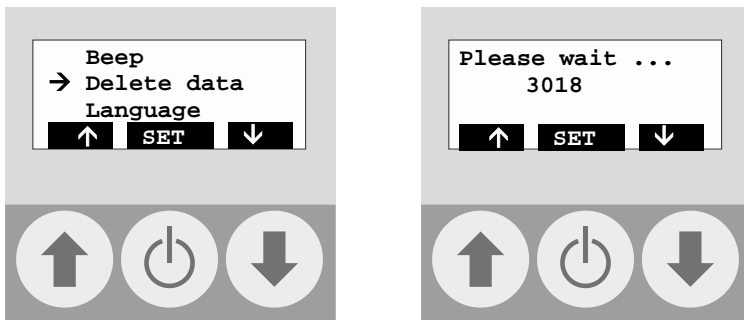 Beep
→ Delete data
Language
↑ SET ↓
Please wait ...
3018
↑ SET ↓